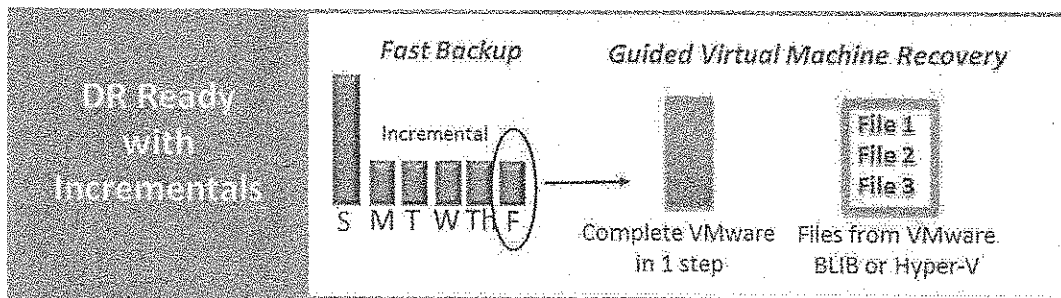 DR Ready
with
Incrementals
Fast Backup
Incremental
S M T W Th F
Guided Virtual Machine Recovery
Complete VMware
in 1 step
File 1
File 2
File 3
Files from VMware
BLIB or Hyper-V